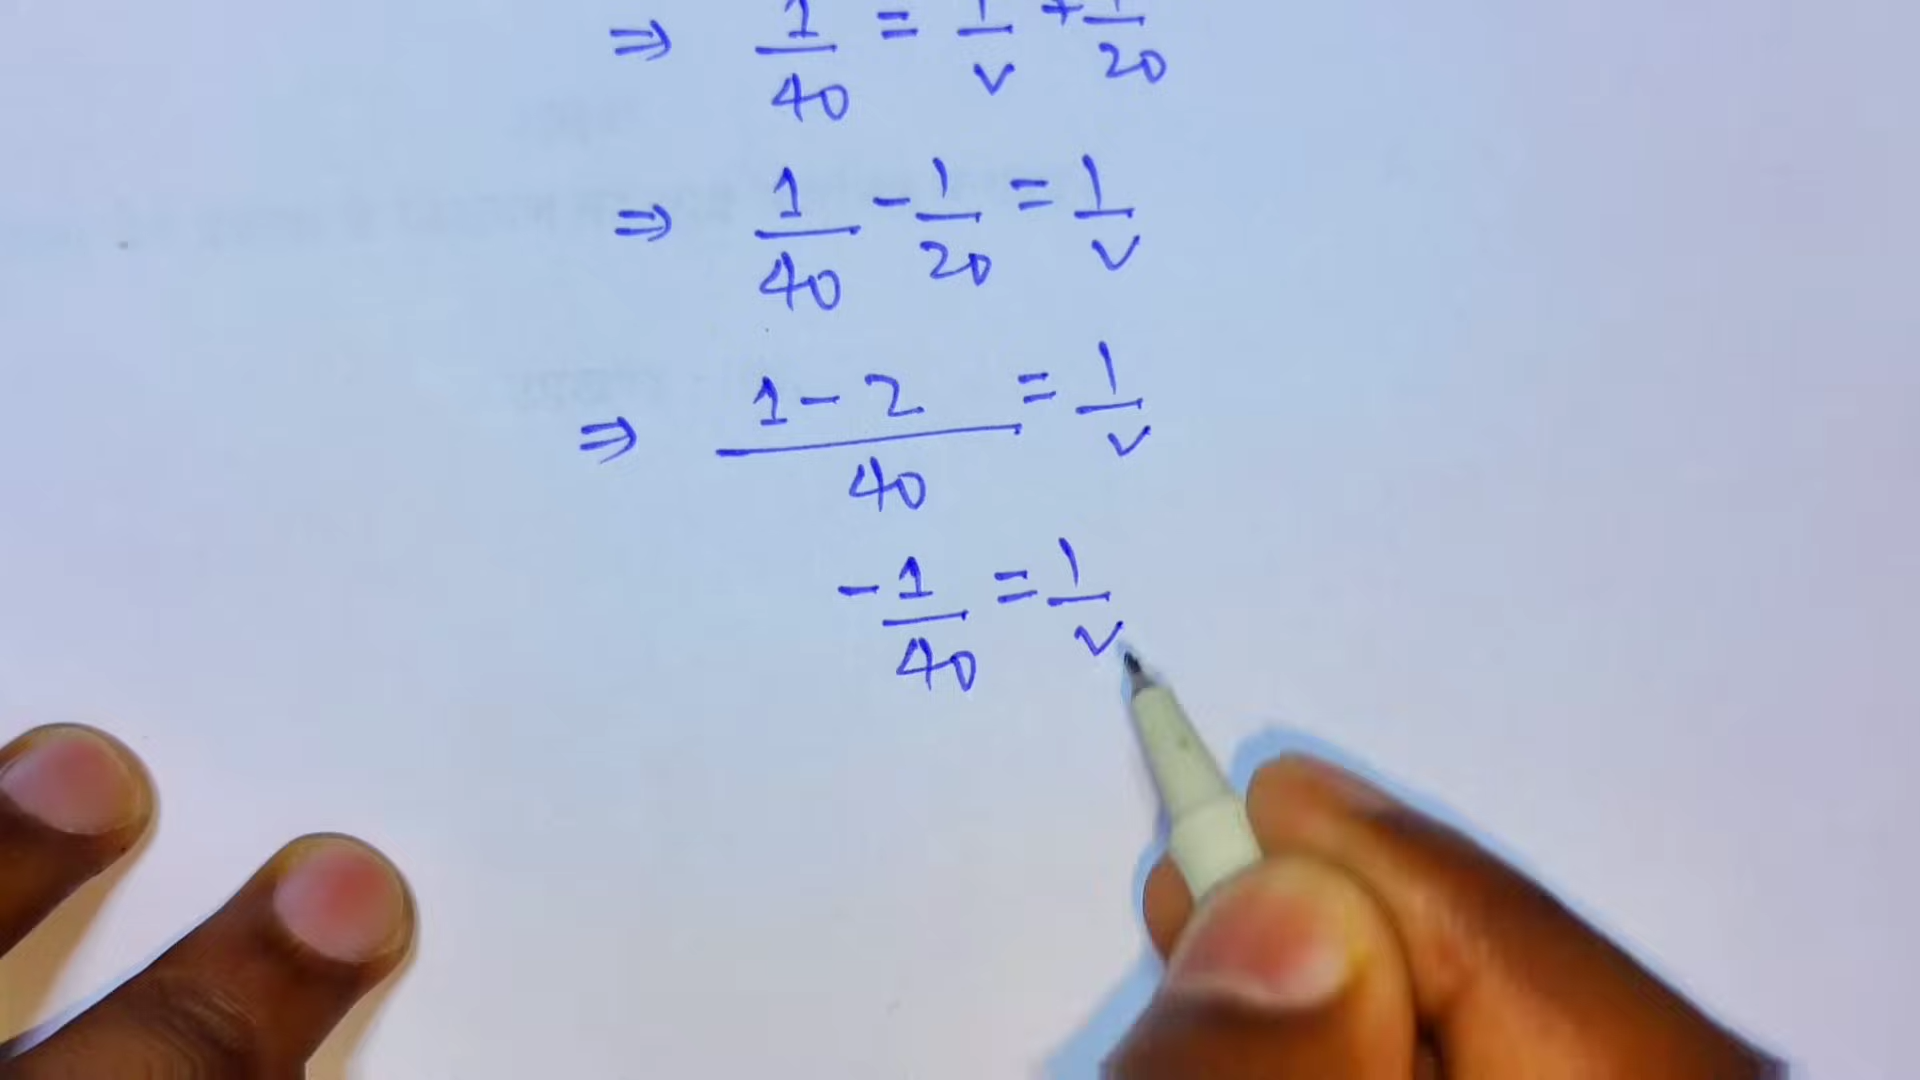 ⇒ 1/40 = 1/v + 1/20
⇒ 1/40 - 1/20 = 1/v
⇒ 1-2/40 = 1/v
-1/40 = 1/v